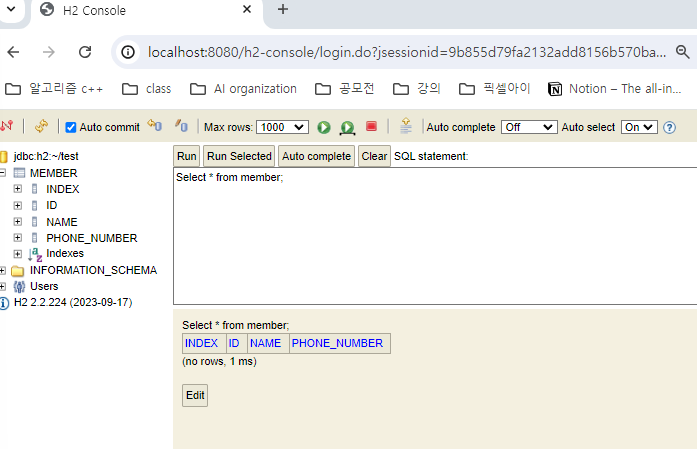 H2 Console
localhost:8080/h2-console/login.do?jsessionid=9b855d79fa2132add8156b570ba...
알고리즘 c++ class AI organization 공모전 강의 픽셀아이 Notion – The all-in...
Auto commit Max rows: 1000 Auto complete Off Auto select On
jdbc:h2:~/test
MEMBER
INDEX
ID
NAME
PHONE_NUMBER
Indexes
INFORMATION_SCHEMA
Users
H2 2.2.224 (2023-09-17)
Run Run Selected Auto complete Clear SQL statement:
Select * from member;
Select * from member;
INDEX ID NAME PHONE_NUMBER
(no rows, 1 ms)
Edit